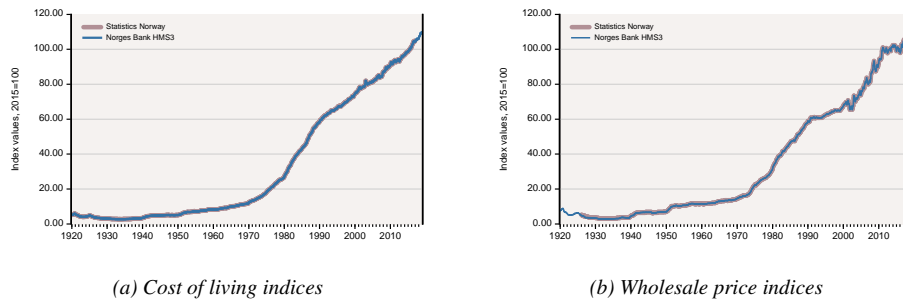 120.00
100.00
80.00
60.00
40.00
20.00
0.00
Index values, 2015=100
Statistics Norway
Norges Bank HMS3
1920 1930 1940 1950 1960 1970 1980 1990 2000 2010
(a) Cost of living indices
120.00
100.00
80.00
60.00
40.00
20.00
0.00
Index values, 2015=100
Statistics Norway
Norges Bank HMS3
1920 1930 1940 1950 1960 1970 1980 1990 2000 2010
(b) Wholesale price indices